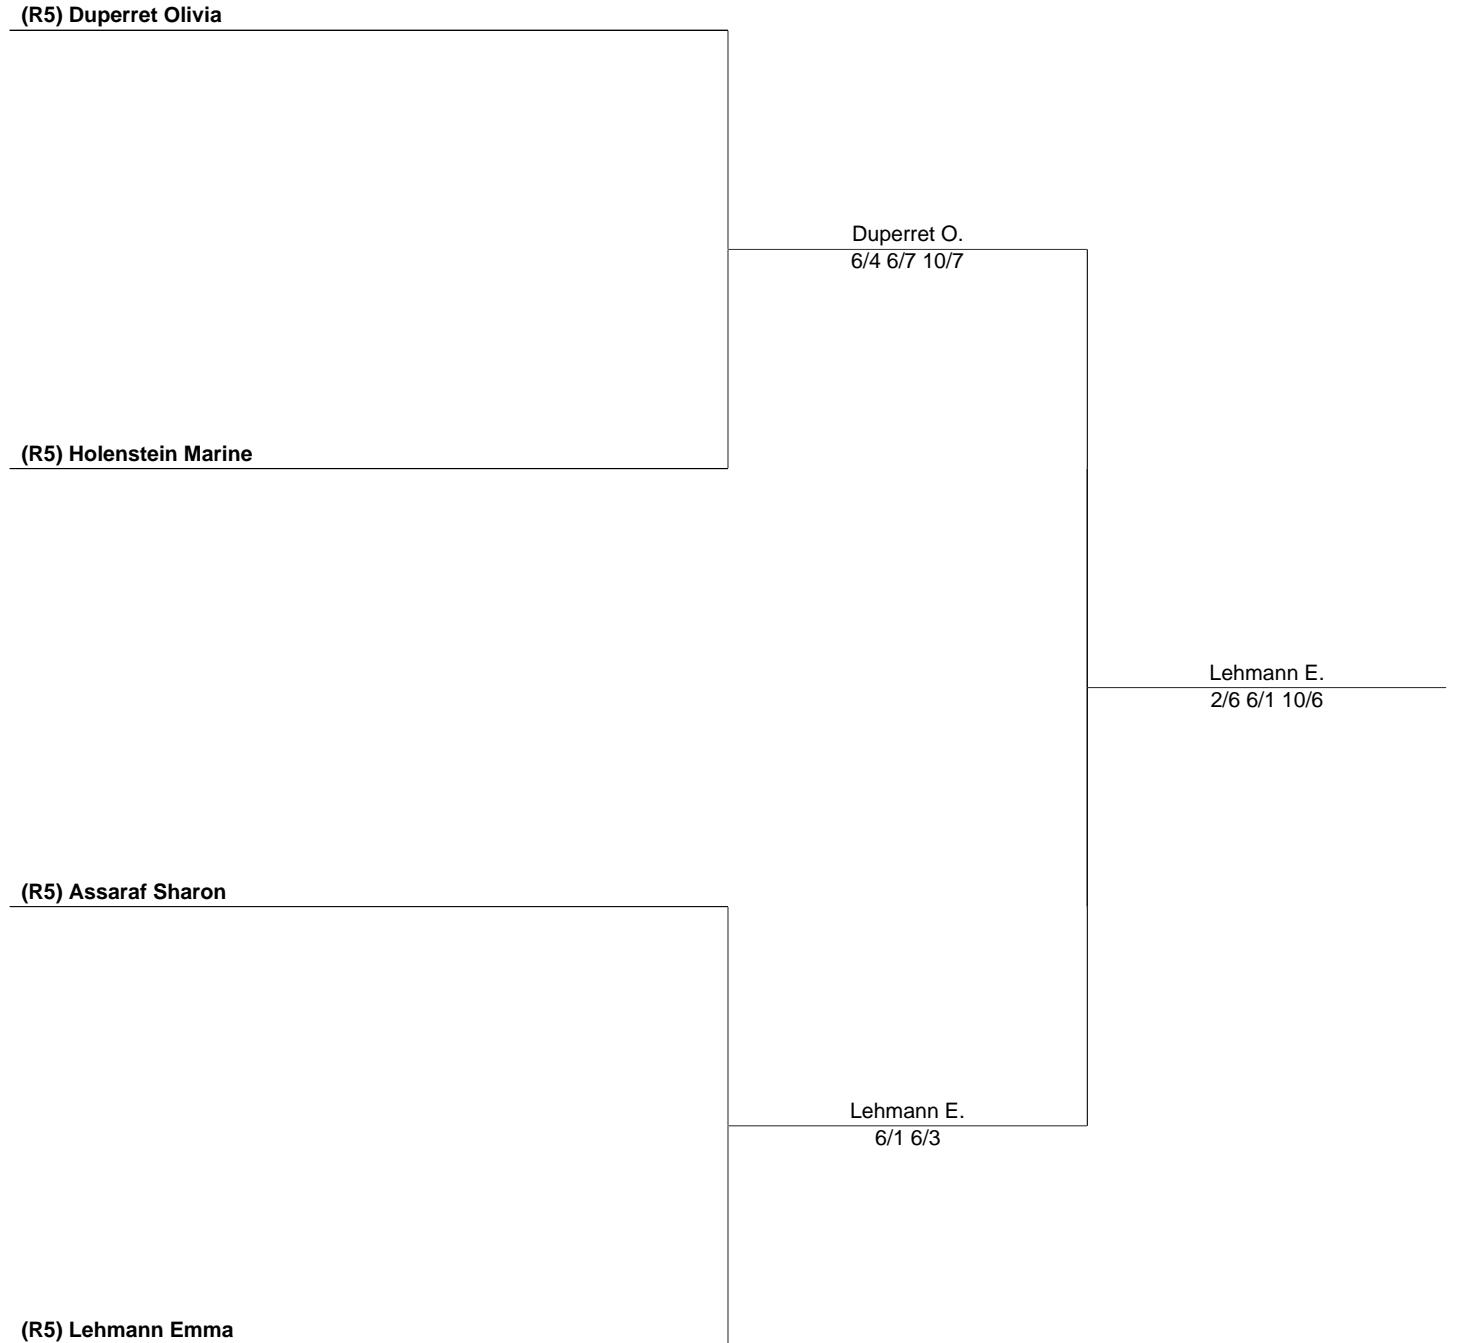 (R5) Duperret Olivia
Duperret O.
6/4 6/7 10/7
(R5) Holenstein Marine
Lehmann E.
2/6 6/1 10/6
(R5) Assaraf Sharon
Lehmann E.
6/1 6/3
(R5) Lehmann Emma